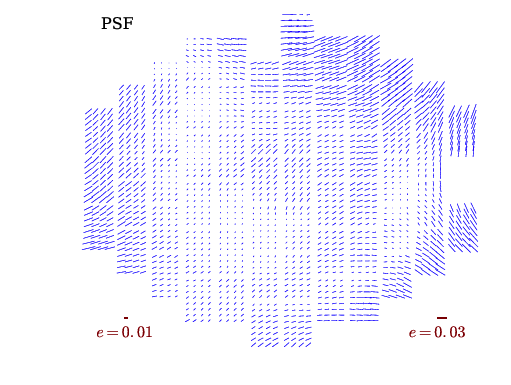 PSF
e = 0.01
e = 0.03